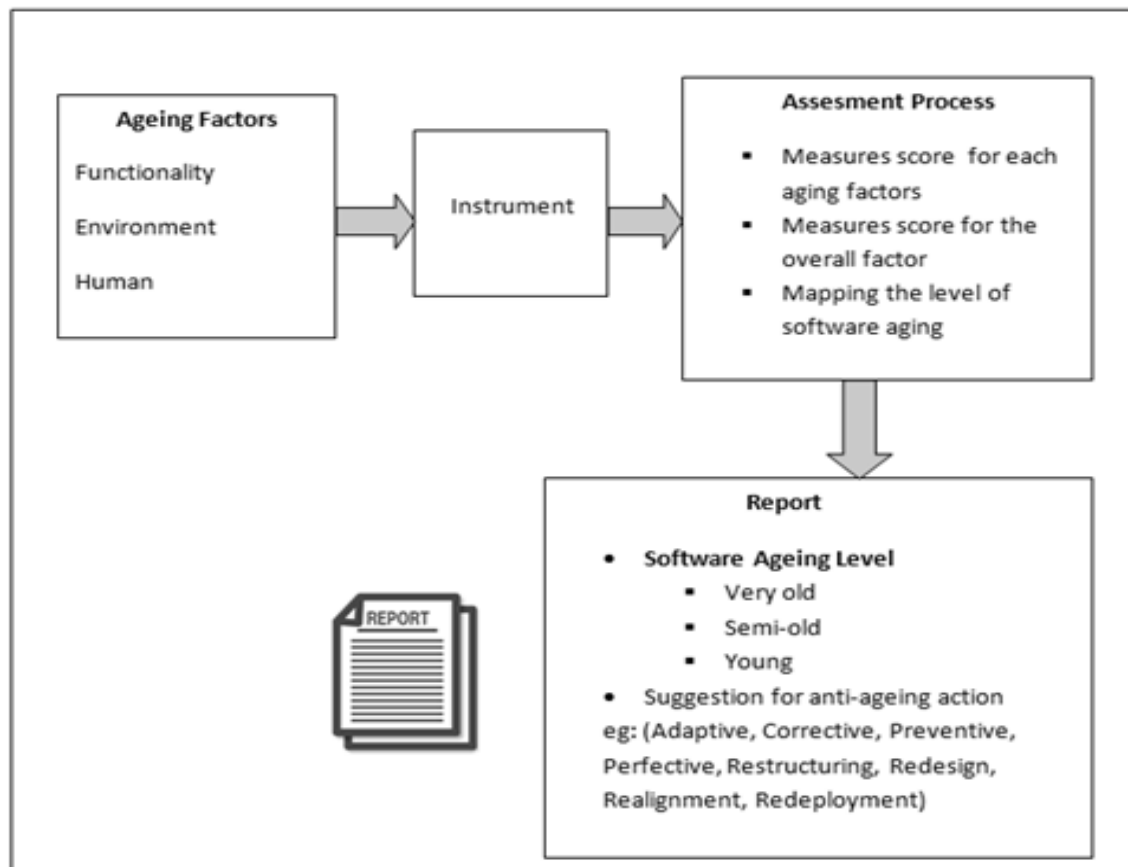 Ageing Factors
Functionality
Environment
Human
Instrument
Assesment Process
▪ Measures score for each
aging factors
▪ Measures score for the
overall factor
▪ Mapping the level of
software aging
Report
• Software Ageing Level
▪ Very old
▪ Semi-old
▪ Young
• Suggestion for anti-ageing action
eg: (Adaptive, Corrective, Preventive,
Perfective, Restructuring, Redesign,
Realignment, Redeployment)
REPORT